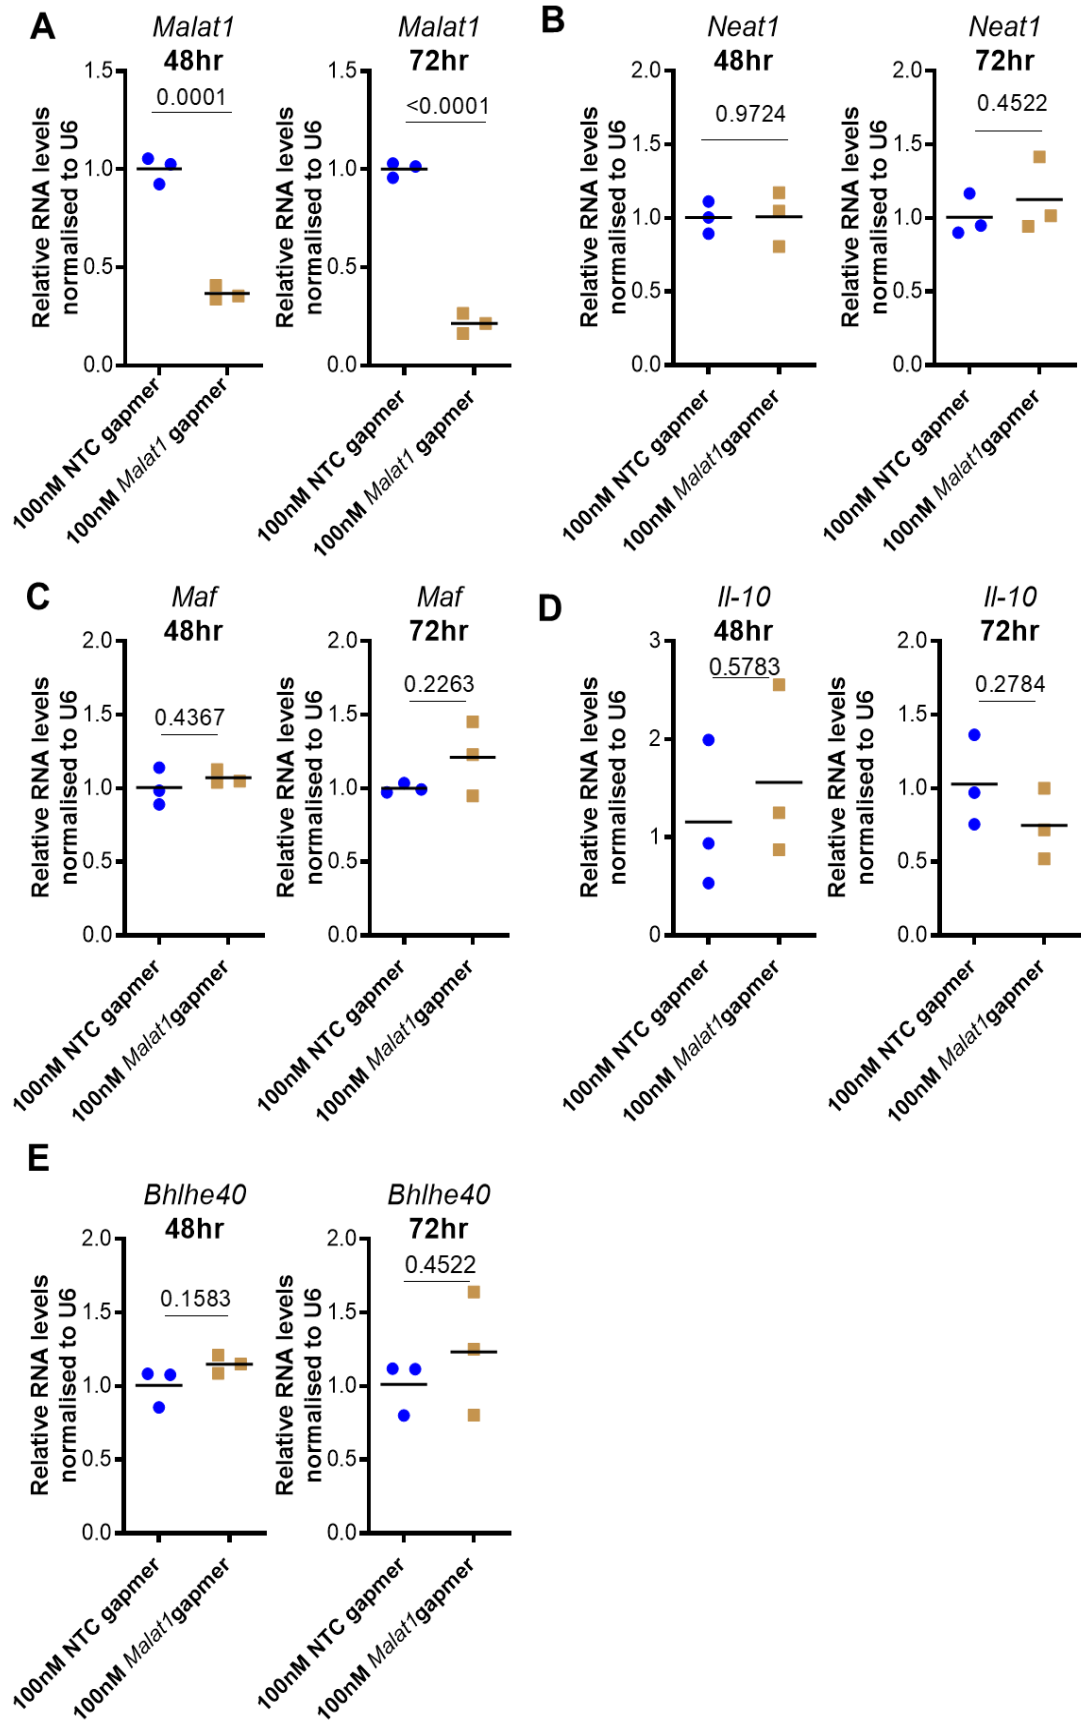 A
Malat1
48hr
Relative RNA levels
normalised to U6
1.5
1.0
0.5
0.0
0.0001
100nM NTC gapmer
100nM Malat1 gapmer
Malat1
72hr
Relative RNA levels
normalised to U6
1.5
1.0
0.5
0.0
<0.0001
100nM NTC gapmer
100nM Malat1 gapmer
B
Neat1
48hr
Relative RNA levels
normalised to U6
2.0
1.5
1.0
0.5
0.0
0.9724
100nM NTC gapmer
100nM Malat1gapmer
Neat1
72hr
Relative RNA levels
normalised to U6
2.0
1.5
1.0
0.5
0.0
0.4522
100nM NTC gapmer
100nM Malat1gapmer
C
Maf
48hr
Relative RNA levels
normalised to U6
2.0
1.5
1.0
0.5
0.0
0.4367
100nM NTC gapmer
100nM Malat1gapmer
Maf
72hr
Relative RNA levels
normalised to U6
2.0
1.5
1.0
0.5
0.0
0.2263
100nM NTC gapmer
100nM Malat1gapmer
D
Il-10
48hr
Relative RNA levels
normalised to U6
3
2
1
0
0.5783
100nM NTC gapmer
100nM Malat1gapmer
Il-10
72hr
Relative RNA levels
normalised to U6
2.0
1.5
1.0
0.5
0.0
0.2784
100nM NTC gapmer
100nM Malat1gapmer
E
Bhlhe40
48hr
Relative RNA levels
normalised to U6
2.0
1.5
1.0
0.5
0.0
0.1583
100nM NTC gapmer
100nM Malat1gapmer
Bhlhe40
72hr
Relative RNA levels
normalised to U6
2.0
1.5
1.0
0.5
0.0
0.4522
100nM NTC gapmer
100nM Malat1gapmer